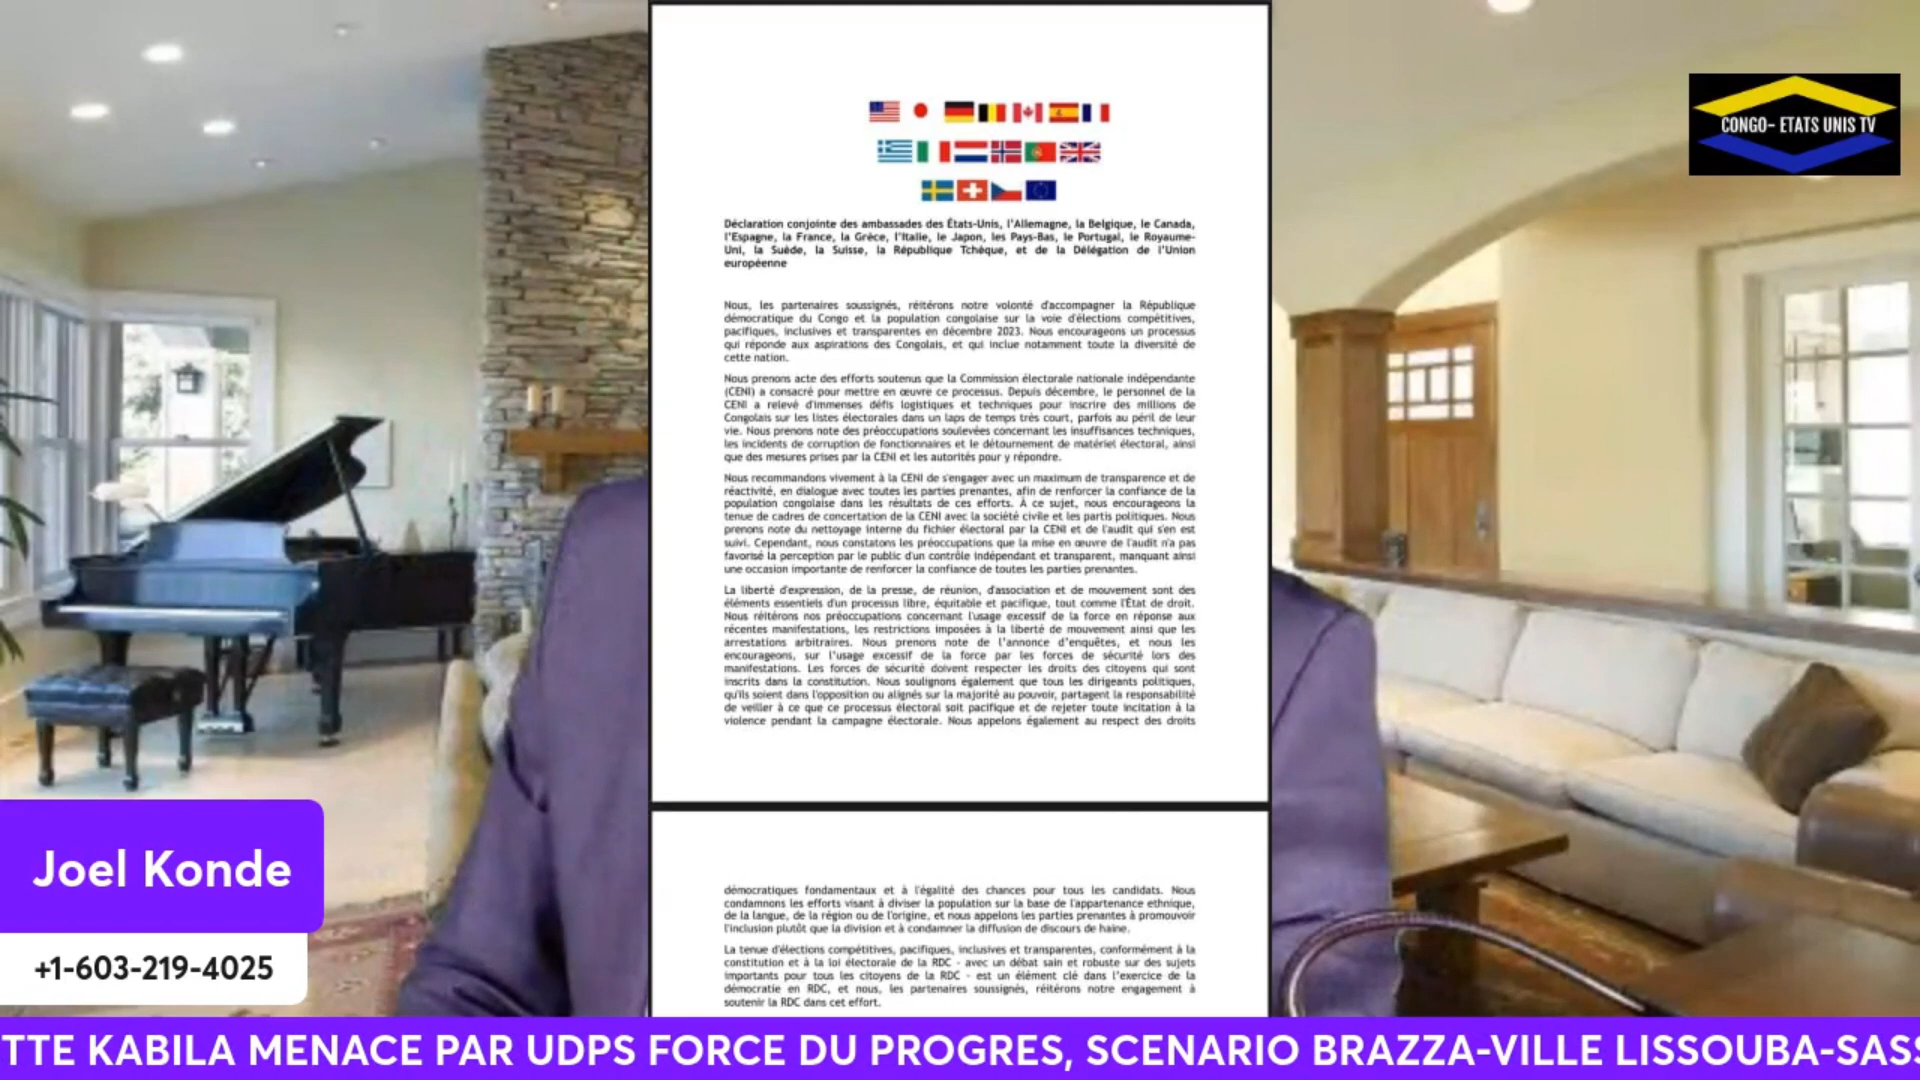 CONGO- ETATS UNIS TV
Déclaration conjointe des ambassades des États-Unis, l'Allemagne, la Belgique, le Canada,
l'Espagne, la France, la Grèce, l'Italie, le Japon, les Pays-Bas, le Portugal, le Royaume-
Uni, la Suède, la Suisse, la République Tchèque, et de la Délégation de l'Union
européenne
Nous, les partenaires soussignés, réitérons notre volonté d'accompagner la République
démocratique du Congo et la population congolaise sur la voie d'élections compétitives,
pacifiques, inclusives et transparentes en décembre 2023. Nous encourageons un processus
qui réponde aux aspirations des Congolais, et qui inclue notamment toute la diversité de
cette nation.
Nous prenons acte des efforts soutenus que la Commission électorale nationale indépendante
(CENI) a consacré pour mettre en œuvre ce processus. Depuis décembre, le personnel de la
CENI a relevé d'immenses défis logistiques et techniques pour inscrire des millions de
Congolais sur les listes électorales dans un laps de temps très court, parfois au péril de leur
vie. Nous prenons note des préoccupations soulevées concernant les insuffisances techniques,
les incidents de corruption de fonctionnaires et le détournement de matériel électoral, ainsi
que des mesures prises par la CENI et les autorités pour y répondre.
Nous recommandons vivement à la CENI de s'engager avec un maximum de transparence et de
réactivité, en dialogue avec toutes les parties prenantes, afin de renforcer la confiance de la
population congolaise dans les résultats de ces efforts. À ce sujet, nous encourageons la
tenue de cadres de concertation de la CENI avec la société civile et les partis politiques. Nous
prenons note du nettoyage interne du fichier électoral par la CENI et de l'audit qui s'en est
suivi. Cependant, nous constatons les préoccupations que la mise en œuvre de l'audit n'a pas
favorisé la perception par le public d'un contrôle indépendant et transparent, manquant ainsi
une occasion importante de renforcer la confiance de toutes les parties prenantes.
La liberté d'expression, de la presse, de réunion, d'association et de mouvement sont des
éléments essentiels d'un processus libre, équitable et pacifique, tout comme l'État de droit.
Nous réitérons nos préoccupations concernant l'usage excessif de la force en réponse aux
récentes manifestations, les restrictions imposées à la liberté de mouvement ainsi que les
arrestations arbitraires. Nous prenons note de l'annonce d'enquêtes, et nous les
encourageons, sur l'usage excessif de la force par les forces de sécurité lors des
manifestations. Les forces de sécurité doivent respecter les droits des citoyens qui sont
inscrits dans la constitution. Nous soulignons également que tous les dirigeants politiques,
qu'ils soient dans l'opposition ou alignés sur la majorité au pouvoir, partagent la responsabilité
de veiller à ce que ce processus électoral soit pacifique et de rejeter toute incitation à la
violence pendant la campagne électorale. Nous appelons également au respect des droits
démocratiques fondamentaux et à l'égalité des chances pour tous les candidats. Nous
condamnons les efforts visant à diviser la population sur la base de l'appartenance ethnique,
de la langue, de la région ou de l'origine, et nous appelons les parties prenantes à promouvoir
l'inclusion plutôt que la division et à condamner la diffusion de discours de haine.
La tenue d'élections compétitives, pacifiques, inclusives et transparentes, conformément à la
constitution et à la loi électorale de la RDC - avec un débat sain et robuste sur des sujets
importants pour tous les citoyens de la RDC - est un élément clé dans l'exercice de la
démocratie en RDC, et nous, les partenaires soussignés, réitérons notre engagement à
soutenir la RDC dans cet effort.
Joel Konde
+1-603-219-4025
TTE KABILA MENACE PAR UDPS FORCE DU PROGRES, SCENARIO BRAZZA-VILLE LISSOUBA-SASS